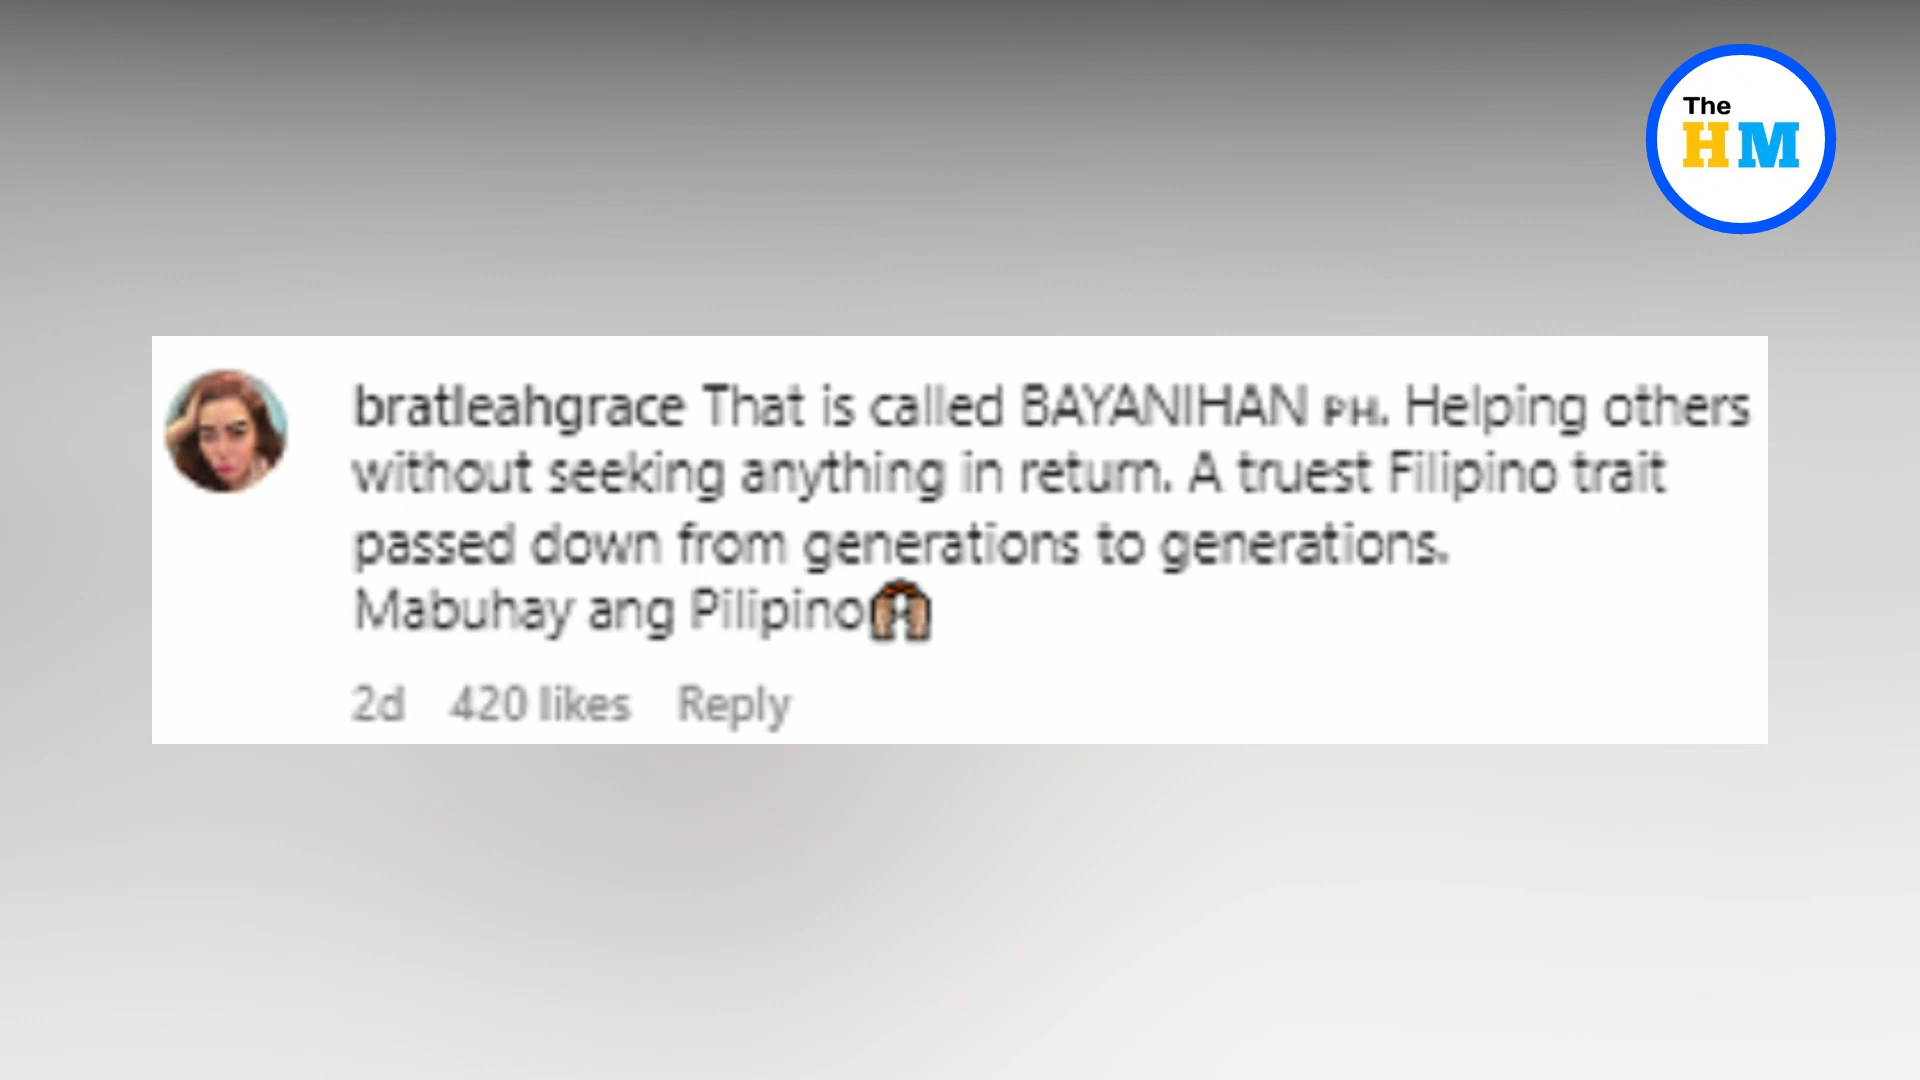 The
HM
bratleahgrace That is called BAYANIHAN PH. Helping others
without seeking anything in return. A truest Filipino trait
passed down from generations to generations.
Mabuhay ang Pilipino
2d 420 likes Reply